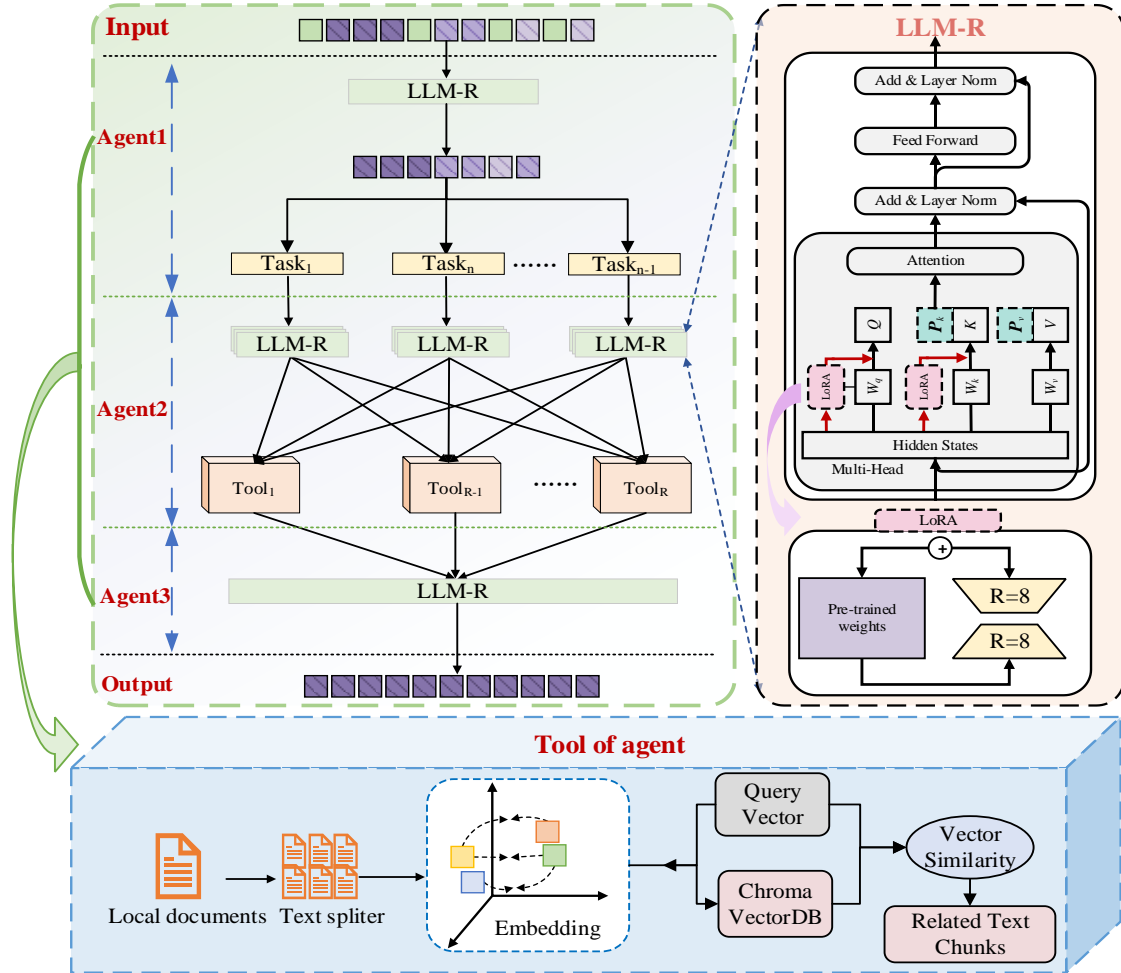 Input
LLM-R
Agent1
Task1
Taskn
......
Taskn-1
LLM-R
LLM-R
LLM-R
Agent2
Tool1
ToolR-1
......
ToolR
LLM-R
Agent3
Output
LLM-R
Add & Layer Norm
Feed Forward
Add & Layer Norm
Attention
Q
Pk
K
Pv
V
LoRA
Wq
LoRA
Wk
Wv
Hidden States
Multi-Head
LoRA
+
Pre-trained
weights
R=8
R=8
Tool of agent
Local documents
Text spliter
Embedding
Query
Vector
Chroma
VectorDB
Vector
Similarity
Related Text
Chunks